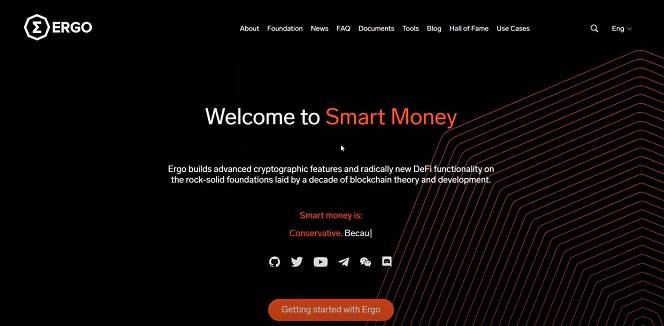 Σ ERGO
About Foundation News FAQ Documents Tools Blog Hall of Fame Use Cases
Eng
Welcome to Smart Money
Ergo builds advanced cryptographic features and radically new DeFi functionality on
the rock-solid foundations laid by a decade of blockchain theory and development.
Smart money is:
Conservative. Becau|
Getting started with Ergo